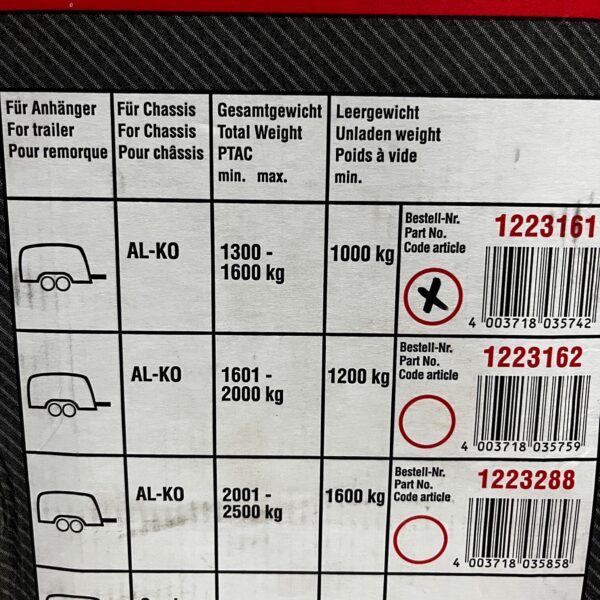 Für Anhänger
For trailer
Pour remorque
Für Chassis
For Chassis
Pour châssis
Gesamtgewicht
Total Weight
PTAC
min. max.
Leergewicht
Unladen weight
Poids à vide
min.
AL-KO
1300 -
1600 kg
1000 kg
Bestell-Nr.
Part No.
Code article
1223161
4 003718 035742
AL-KO
1601 -
2000 kg
1200 kg
Bestell-Nr.
Part No.
Code article
1223162
4 003718 035759
AL-KO
2001 -
2500 kg
1600 kg
Bestell-Nr.
Part No.
Code article
1223288
4 003718 035858